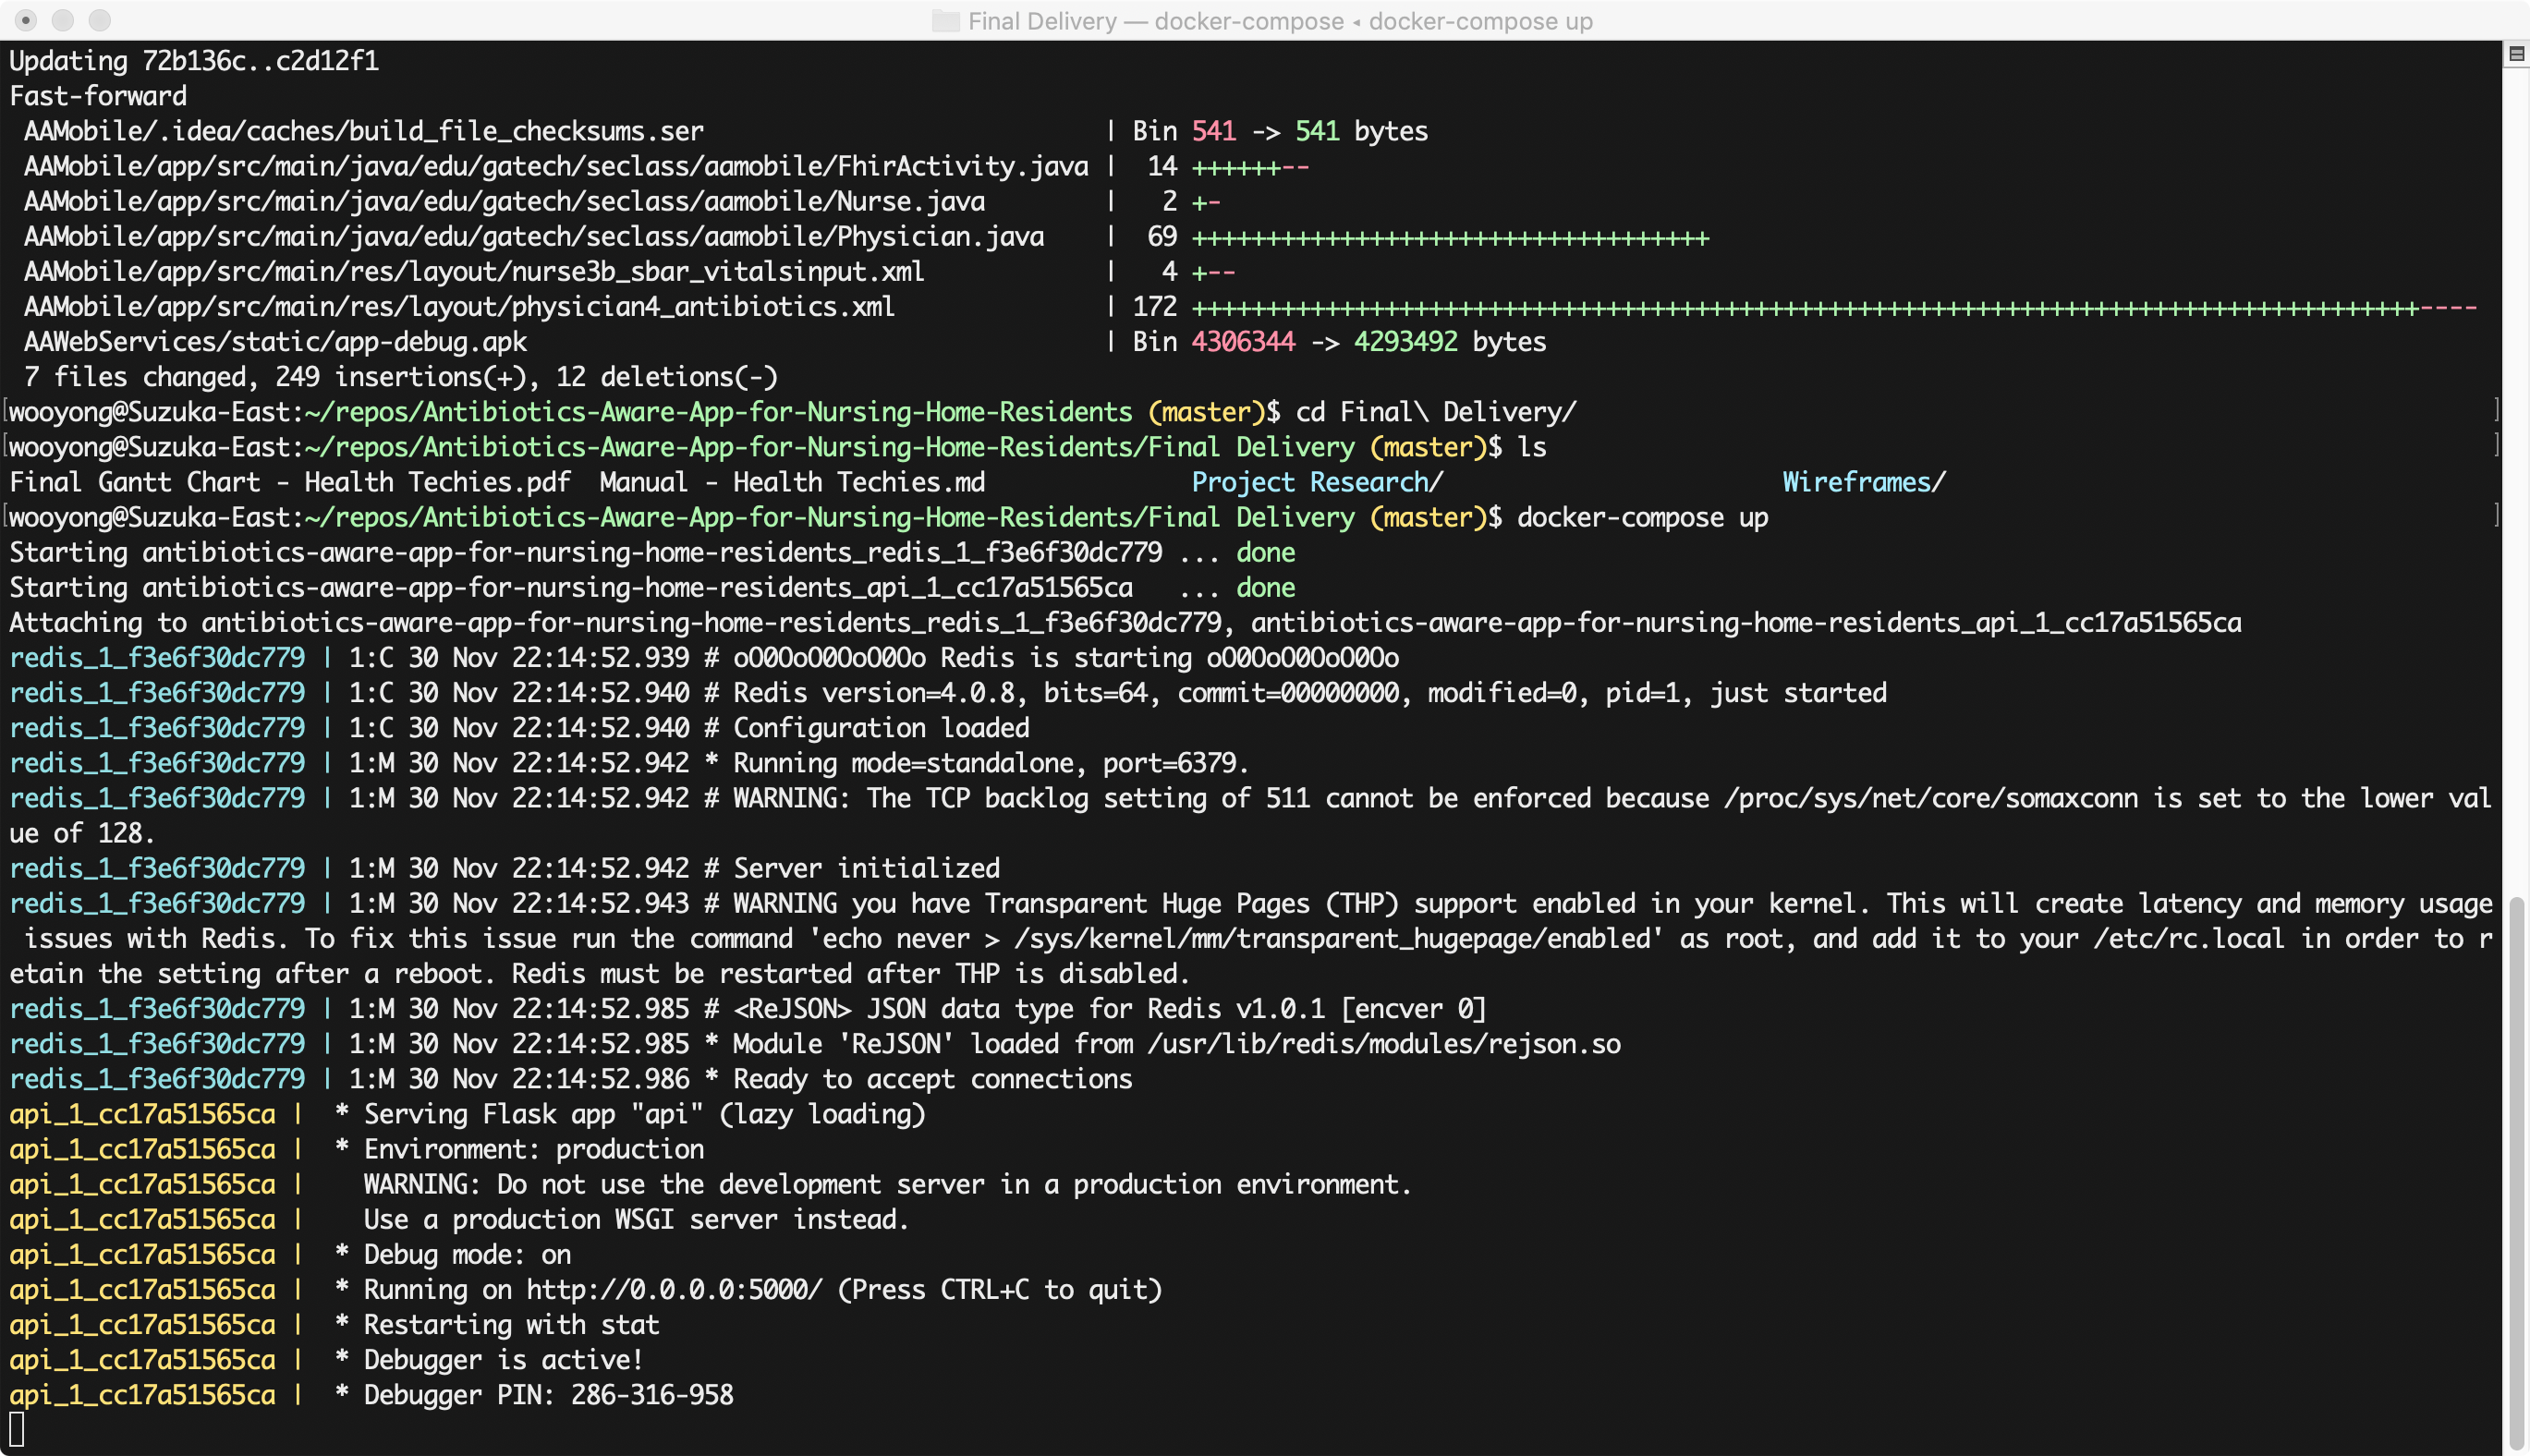 Final Delivery — docker-compose ◂ docker-compose up
Updating 72b136c..c2d12f1
Fast-forward
 AAMobile/.idea/caches/build_file_checksums.ser                           | Bin 541 -> 541 bytes
 AAMobile/app/src/main/java/edu/gatech/seclass/aamobile/FhirActivity.java |  14 ++++++--
 AAMobile/app/src/main/java/edu/gatech/seclass/aamobile/Nurse.java        |   2 +-
 AAMobile/app/src/main/java/edu/gatech/seclass/aamobile/Physician.java    |  69 +++++++++++++++++++++++++++++++++++
 AAMobile/app/src/main/res/layout/nurse3b_sbar_vitalsinput.xml            |   4 +--
 AAMobile/app/src/main/res/layout/physician4_antibiotics.xml              | 172 +++++++++++++++++++++++++++++++++++++++++++++++++++++++++++++++++++++++++++++++++++----
 AAWebServices/static/app-debug.apk                                       | Bin 4306344 -> 4293492 bytes
 7 files changed, 249 insertions(+), 12 deletions(-)
[wooyong@Suzuka-East:~/repos/Antibiotics-Aware-App-for-Nursing-Home-Residents (master)$ cd Final\ Delivery/ ]
[wooyong@Suzuka-East:~/repos/Antibiotics-Aware-App-for-Nursing-Home-Residents/Final Delivery (master)$ ls ]
Final Gantt Chart - Health Techies.pdf  Manual - Health Techies.md              Project Research/                       Wireframes/
[wooyong@Suzuka-East:~/repos/Antibiotics-Aware-App-for-Nursing-Home-Residents/Final Delivery (master)$ docker-compose up ]
Starting antibiotics-aware-app-for-nursing-home-residents_redis_1_f3e6f30dc779 ... done
Starting antibiotics-aware-app-for-nursing-home-residents_api_1_cc17a51565ca   ... done
Attaching to antibiotics-aware-app-for-nursing-home-residents_redis_1_f3e6f30dc779, antibiotics-aware-app-for-nursing-home-residents_api_1_cc17a51565ca
redis_1_f3e6f30dc779 | 1:C 30 Nov 22:14:52.939 # oO0OoO0OoO0Oo Redis is starting oO0OoO0OoO0Oo
redis_1_f3e6f30dc779 | 1:C 30 Nov 22:14:52.940 # Redis version=4.0.8, bits=64, commit=00000000, modified=0, pid=1, just started
redis_1_f3e6f30dc779 | 1:C 30 Nov 22:14:52.940 # Configuration loaded
redis_1_f3e6f30dc779 | 1:M 30 Nov 22:14:52.942 * Running mode=standalone, port=6379.
redis_1_f3e6f30dc779 | 1:M 30 Nov 22:14:52.942 # WARNING: The TCP backlog setting of 511 cannot be enforced because /proc/sys/net/core/somaxconn is set to the lower val
ue of 128.
redis_1_f3e6f30dc779 | 1:M 30 Nov 22:14:52.942 # Server initialized
redis_1_f3e6f30dc779 | 1:M 30 Nov 22:14:52.943 # WARNING you have Transparent Huge Pages (THP) support enabled in your kernel. This will create latency and memory usage
 issues with Redis. To fix this issue run the command 'echo never > /sys/kernel/mm/transparent_hugepage/enabled' as root, and add it to your /etc/rc.local in order to r
etain the setting after a reboot. Redis must be restarted after THP is disabled.
redis_1_f3e6f30dc779 | 1:M 30 Nov 22:14:52.985 # <ReJSON> JSON data type for Redis v1.0.1 [encver 0]
redis_1_f3e6f30dc779 | 1:M 30 Nov 22:14:52.985 * Module 'ReJSON' loaded from /usr/lib/redis/modules/rejson.so
redis_1_f3e6f30dc779 | 1:M 30 Nov 22:14:52.986 * Ready to accept connections
api_1_cc17a51565ca |  * Serving Flask app "api" (lazy loading)
api_1_cc17a51565ca |  * Environment: production
api_1_cc17a51565ca |    WARNING: Do not use the development server in a production environment.
api_1_cc17a51565ca |    Use a production WSGI server instead.
api_1_cc17a51565ca |  * Debug mode: on
api_1_cc17a51565ca |  * Running on http://0.0.0.0:5000/ (Press CTRL+C to quit)
api_1_cc17a51565ca |  * Restarting with stat
api_1_cc17a51565ca |  * Debugger is active!
api_1_cc17a51565ca |  * Debugger PIN: 286-316-958